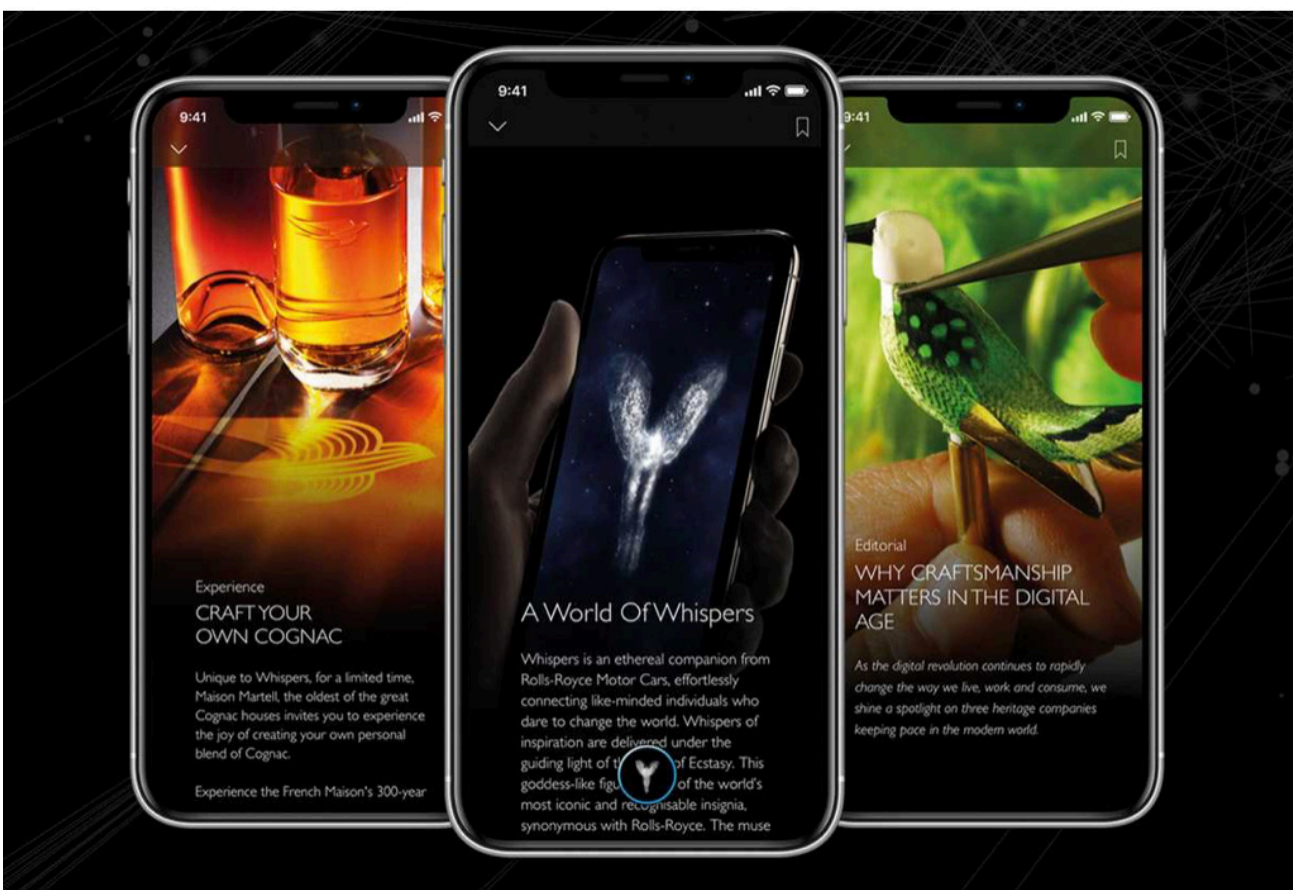 9:41
Experience
CRAFT YOUR
OWN COGNAC
Unique to Whispers, for a limited time,
Maison Martell, the oldest of the great
Cognac houses invites you to experience
the joy of creating your own personal
blend of Cognac.
Experience the French Maison's 300-year
9:41
A World Of Whispers
Whispers is an ethereal companion from
Rolls-Royce Motor Cars, effortlessly
connecting like-minded individuals who
dare to change the world. Whispers of
inspiration are delivered under the
guiding light of of Ecstasy. This
goddess-like of the world's
most iconic and recognisable insignia,
synonymous with Rolls-Royce. The muse
9:41
Editorial
WHY CRAFTSMANSHIP
MATTERS IN THE DIGITAL
AGE
As the digital revolution continues to rapidly
change the way we live, work and consume, we
shine a spotlight on three heritage companies
keeping pace in the modern world.